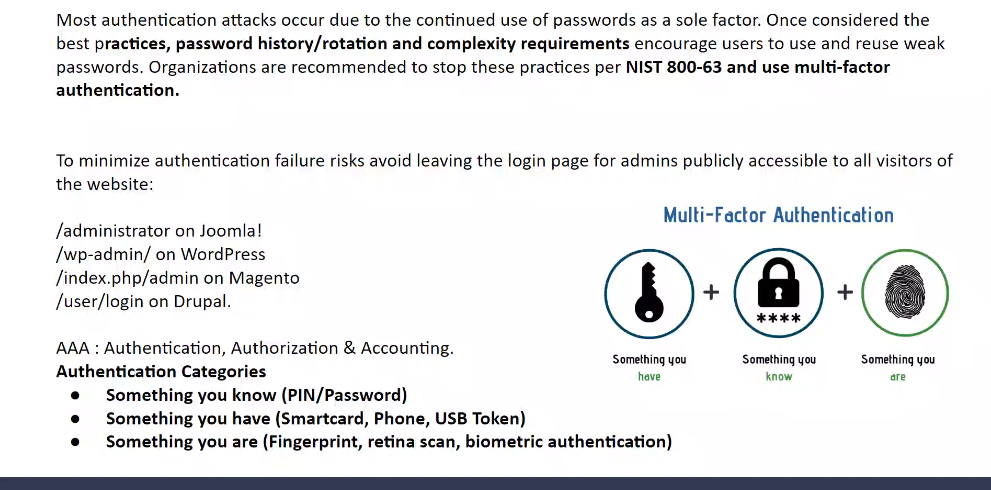 Most authentication attacks occur due to the continued use of passwords as a sole factor. Once considered the
best practices, password history/rotation and complexity requirements encourage users to use and reuse weak
passwords. Organizations are recommended to stop these practices per NIST 800-63 and use multi-factor
authentication.
To minimize authentication failure risks avoid leaving the login page for admins publicly accessible to all visitors of
the website:
/administrator on Joomla!
/wp-admin/ on WordPress
/index.php/admin on Magento
/user/login on Drupal.
Multi-Factor Authentication
+ +
****
Something you have
Something you know
Something you are
AAA : Authentication, Authorization & Accounting.
Authentication Categories
● Something you know (PIN/Password)
● Something you have (Smartcard, Phone, USB Token)
● Something you are (Fingerprint, retina scan, biometric authentication)